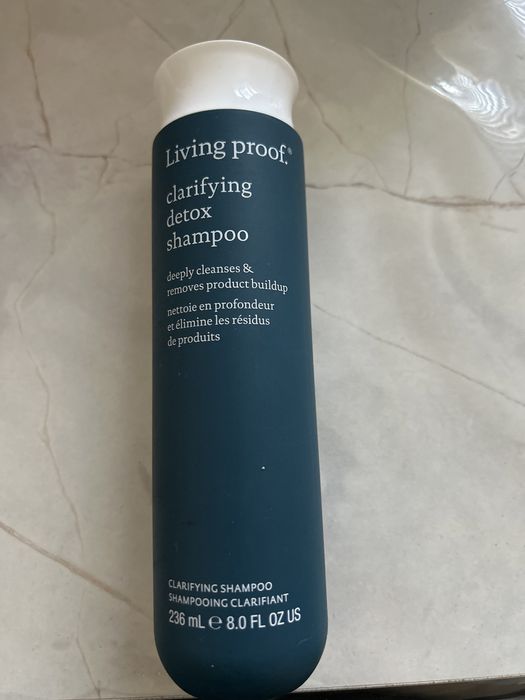 Living proof.®
clarifying
detox
shampoo
deeply cleanses &
removes product buildup
nettoie en profondeur
et élimine les résidus
de produits
CLARIFYING SHAMPOO
SHAMPOOING CLARIFIANT
236 mL ℮ 8.0 FL OZ US